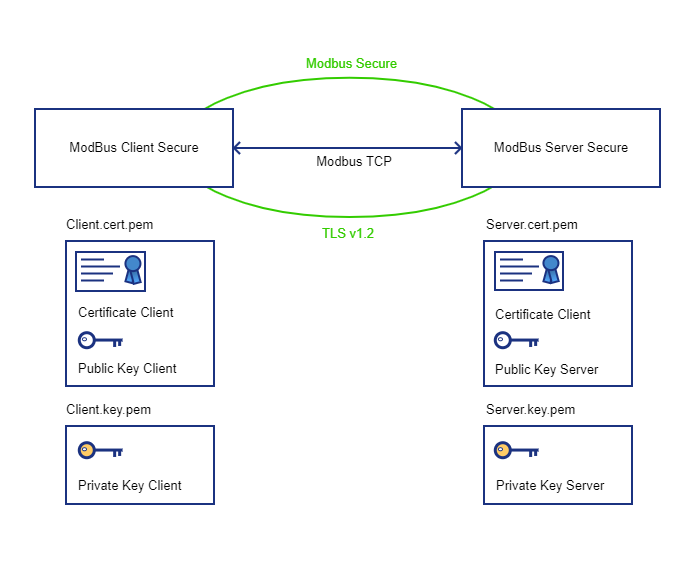 Modbus Secure
ModBus Client Secure
ModBus Server Secure
Modbus TCP
TLS v1.2
Client.cert.pem
Server.cert.pem
Certificate Client
Certificate Client
Public Key Client
Public Key Server
Client.key.pem
Server.key.pem
Private Key Client
Private Key Server